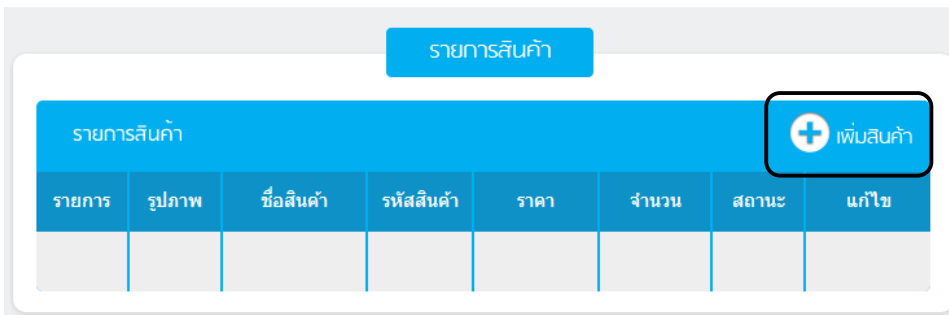 รายการสินค้า
รายการสินค้า เพิ่มสินค้า
รายการ รูปภาพ ชื่อสินค้า รหัสสินค้า ราคา จำนวน สถานะ แก้ไข